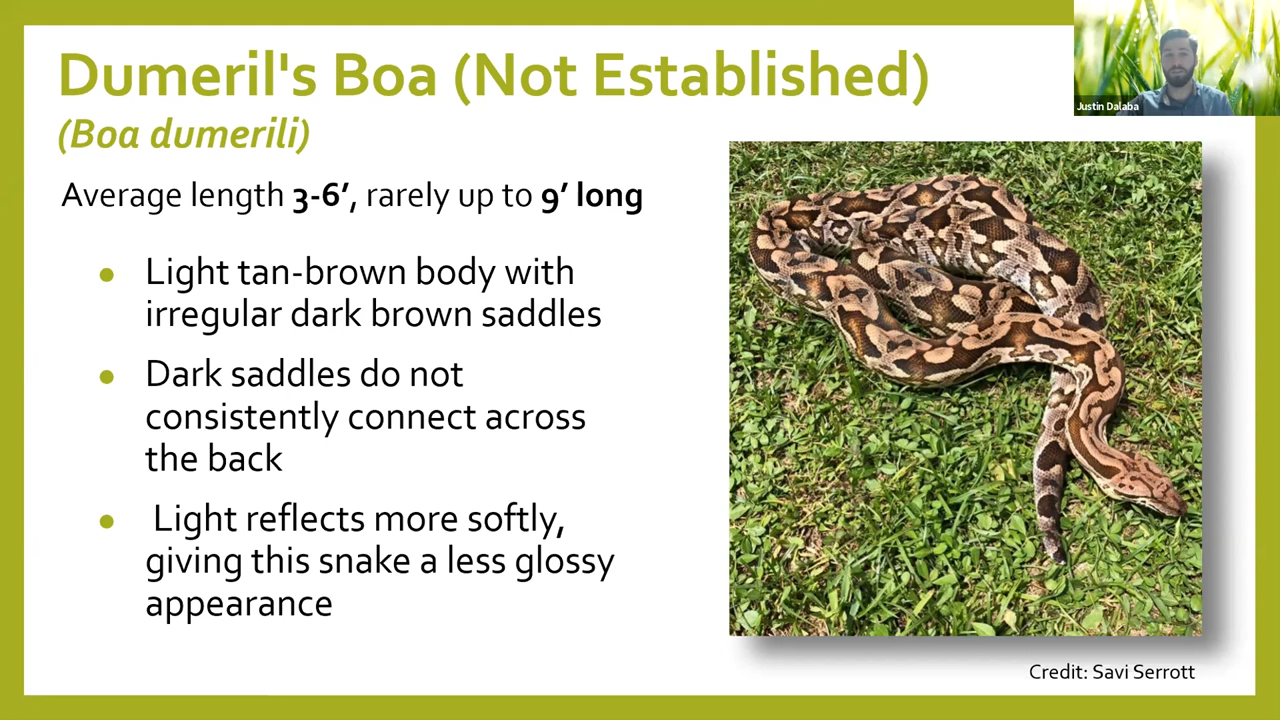 Dumeril's Boa (Not Established)
(Boa dumerili)
Average length 3-6’, rarely up to 9’ long
Light tan-brown body with
irregular dark brown saddles
Dark saddles do not
consistently connect across
the back
Light reflects more softly,
giving this snake a less glossy
appearance
Justin Dalaba
Credit: Savi Serrott